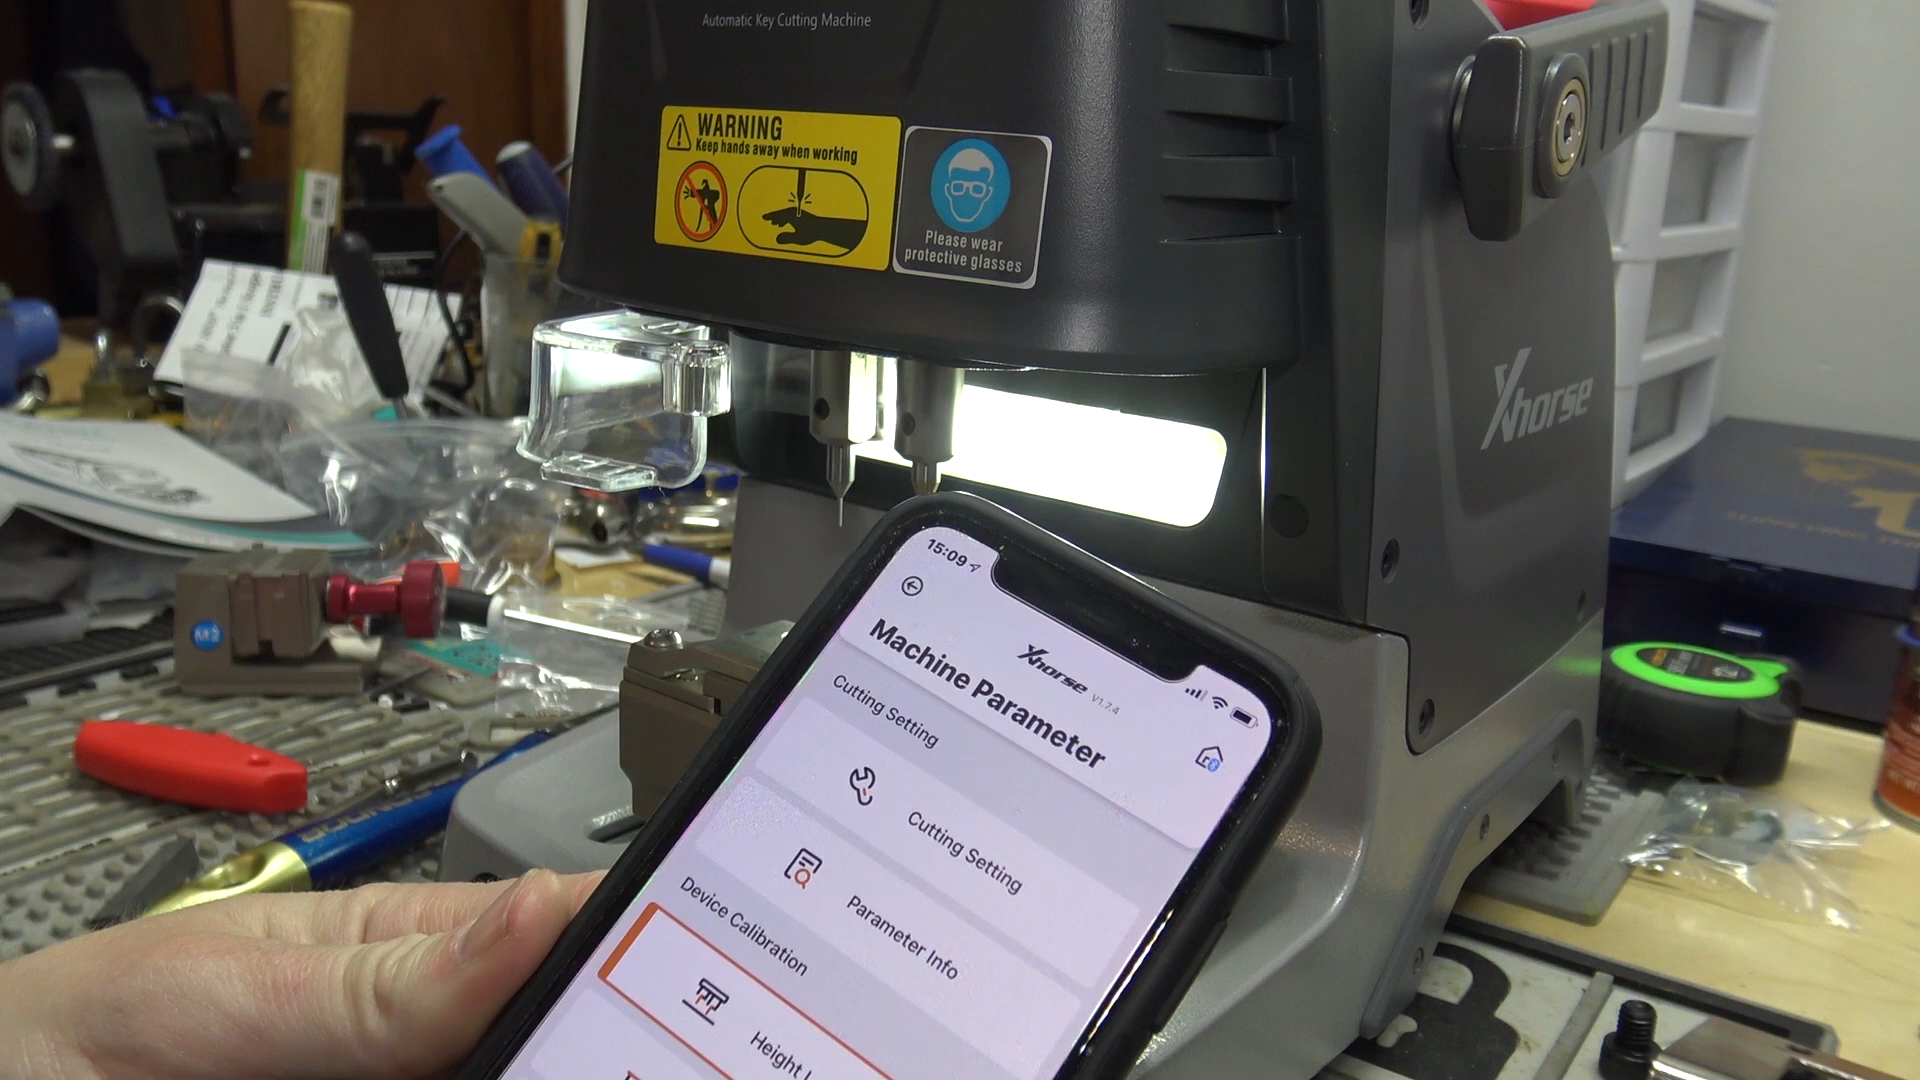 Automatic Key Cutting Machine
WARNING
Keep hands away when working
Please wear
protective glasses
Xhorse
M2
15:09
Xhorse V1.7.4
Machine Parameter
Cutting Setting
Cutting Setting
Parameter Info
Device Calibration
Height